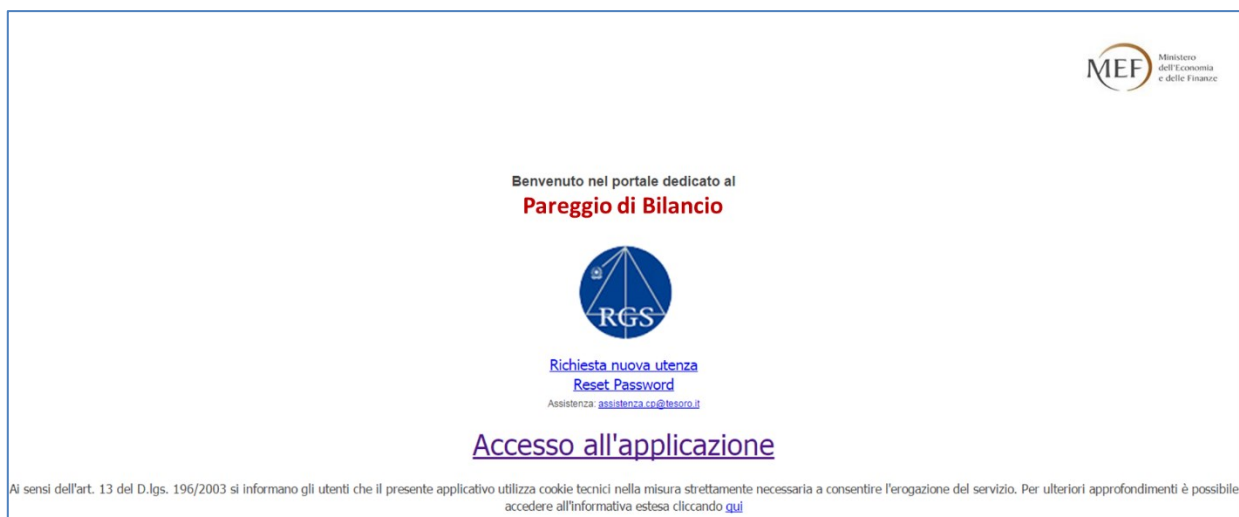 MEF
Ministero
dell'Economia
e delle Finanze
Benvenuto nel portale dedicato al
Pareggio di Bilancio
RGS
Richiesta nuova utenza
Reset Password
Assistenza: assistenza.cp@tesoro.it
Accesso all'applicazione
Ai sensi dell'art. 13 del D.lgs. 196/2003 si informano gli utenti che il presente applicativo utilizza cookie tecnici nella misura strettamente necessaria a consentire l'erogazione del servizio. Per ulteriori approfondimenti è possibile
accedere all'informativa estesa cliccando qui